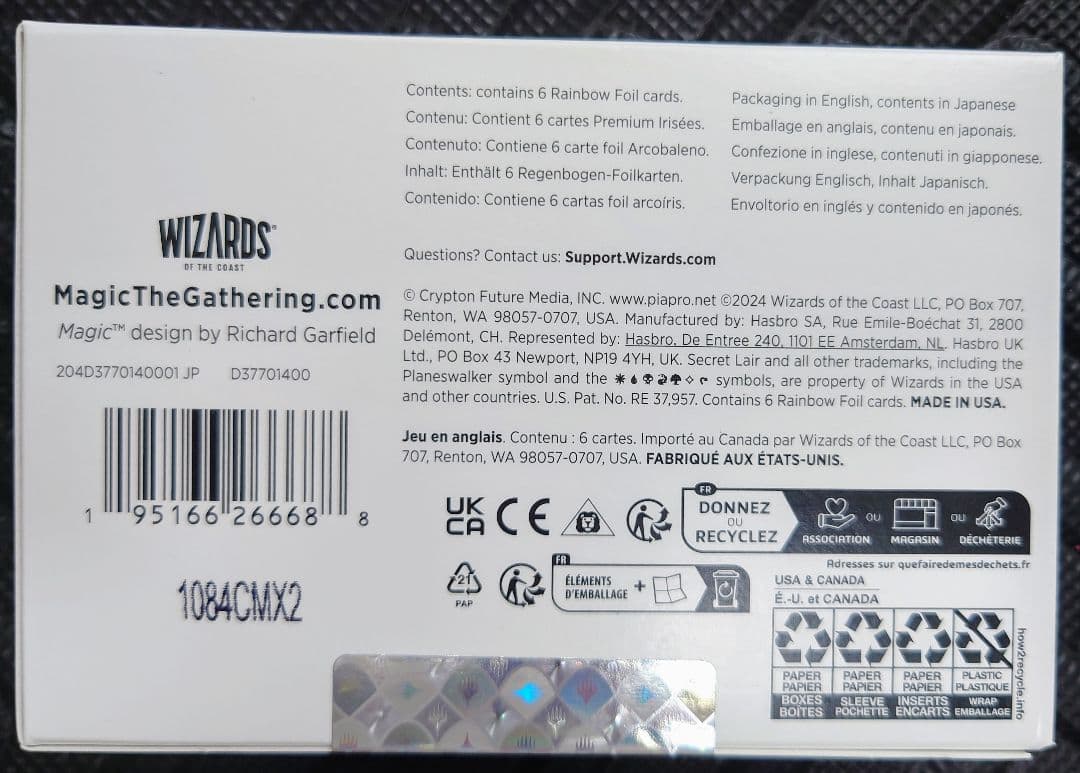 Contents: contains 6 Rainbow Foil cards.
Contenu: Contient 6 cartes Premium Irisées.
Contenuto: Contiene 6 carte foil Arcobaleno.
Inhalt: Enthält 6 Regenbogen-Foilkarten.
Contenido: Contiene 6 cartas foil arcoíris.
Packaging in English, contents in Japanese
Emballage en anglais, contenu en japonais.
Confezione in inglese, contenuti in giapponese.
Verpackung Englisch, Inhalt Japanisch.
Envoltorio en inglés y contenido en japonés.
WIZARDS®
OF THE COAST
MagicTheGathering.com
Magic™ design by Richard Garfield
204D3770140001 JP D37701400
1 95166 26668 8
1084CMX2
Questions? Contact us: Support.Wizards.com
© Crypton Future Media, INC. www.piapro.net ©2024 Wizards of the Coast LLC, PO Box 707,
Renton, WA 98057-0707, USA. Manufactured by: Hasbro SA, Rue Emile-Boéchat 31, 2800
Delémont, CH. Represented by: Hasbro, De Entree 240, 1101 EE Amsterdam, NL. Hasbro UK
Ltd., PO Box 43 Newport, NP19 4YH, UK. Secret Lair and all other trademarks, including the
Planeswalker symbol and the symbols, are property of Wizards in the USA
and other countries. U.S. Pat. No. RE 37,957. Contains 6 Rainbow Foil cards. MADE IN USA.
Jeu en anglais. Contenu : 6 cartes. Importé au Canada par Wizards of the Coast LLC, PO Box
707, Renton, WA 98057-0707, USA. FABRIQUÉ AUX ÉTATS-UNIS.
UK
CA CE
FR
DONNEZ
OU
RECYCLEZ
ASSOCIATION OU MAGASIN OU DÉCHÈTERIE
Adresses sur quefairedemesdechets.fr
21
PAP
FR
ÉLÉMENTS
D'EMBALLAGE +
USA & CANADA
É.-U. et CANADA
PAPER
PAPIER
BOXES
BOÎTES
PAPER
PAPIER
SLEEVE
POCHETTE
PAPER
PAPIER
INSERTS
ENCARTS
PLASTIC
PLASTIQUE
WRAP
EMBALLAGE
how2recycle.info